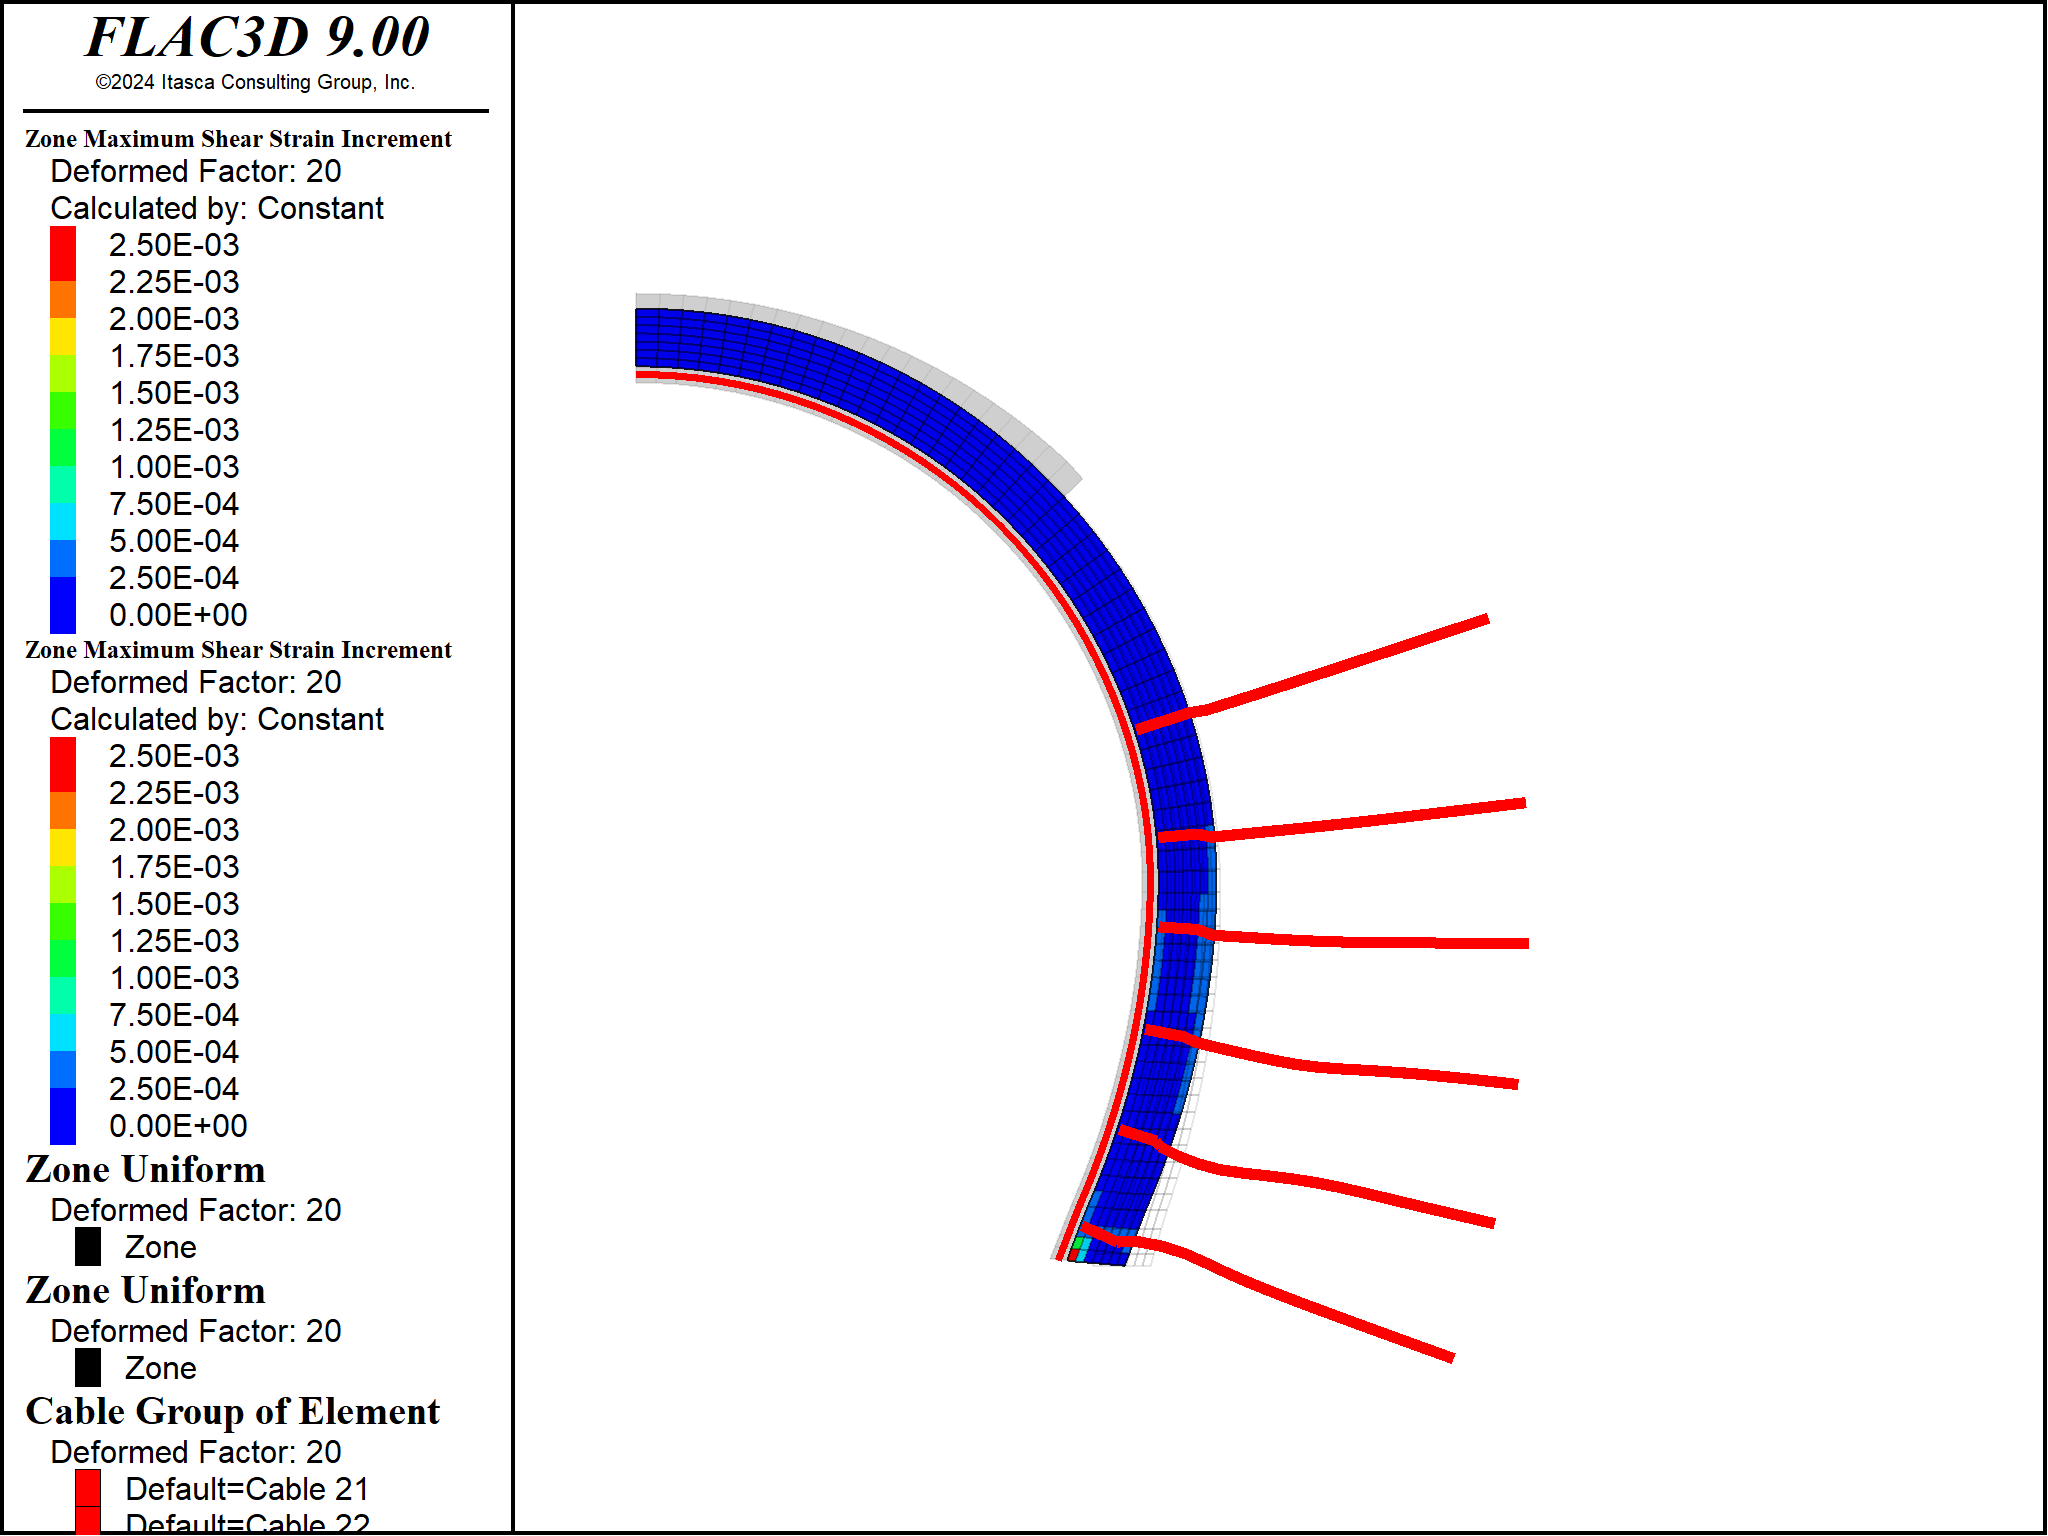 FLAC3D 9.00
©2024 Itasca Consulting Group, Inc.
Zone Maximum Shear Strain Increment
Deformed Factor: 20
Calculated by: Constant
2.50E-03
2.25E-03
2.00E-03
1.75E-03
1.50E-03
1.25E-03
1.00E-03
7.50E-04
5.00E-04
2.50E-04
0.00E+00
Zone Maximum Shear Strain Increment
Deformed Factor: 20
Calculated by: Constant
2.50E-03
2.25E-03
2.00E-03
1.75E-03
1.50E-03
1.25E-03
1.00E-03
7.50E-04
5.00E-04
2.50E-04
0.00E+00
Zone Uniform
Deformed Factor: 20
Zone
Zone Uniform
Deformed Factor: 20
Zone
Cable Group of Element
Deformed Factor: 20
Default=Cable 21
Default=Cable 22